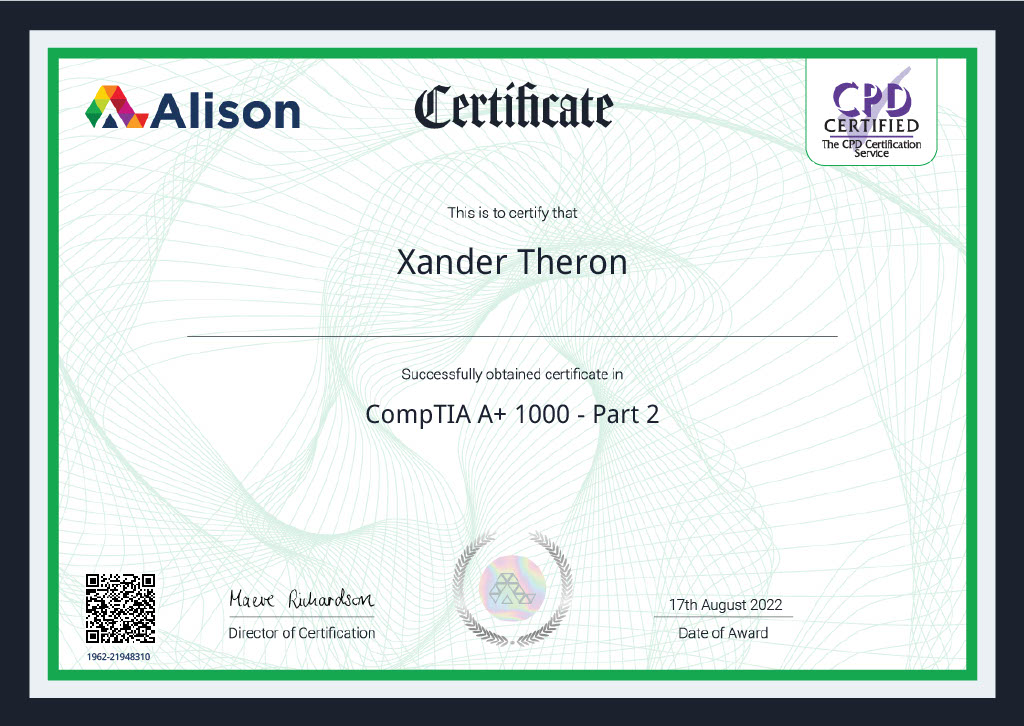 Alison
Certificate
CPD
CERTIFIED
The CPD Certification
Service
This is to certify that
Xander Theron
Successfully obtained certificate in
CompTIA A+ 1000 - Part 2
Maeve Richardson
17th August 2022
Director of Certification
Date of Award
1962-21948310